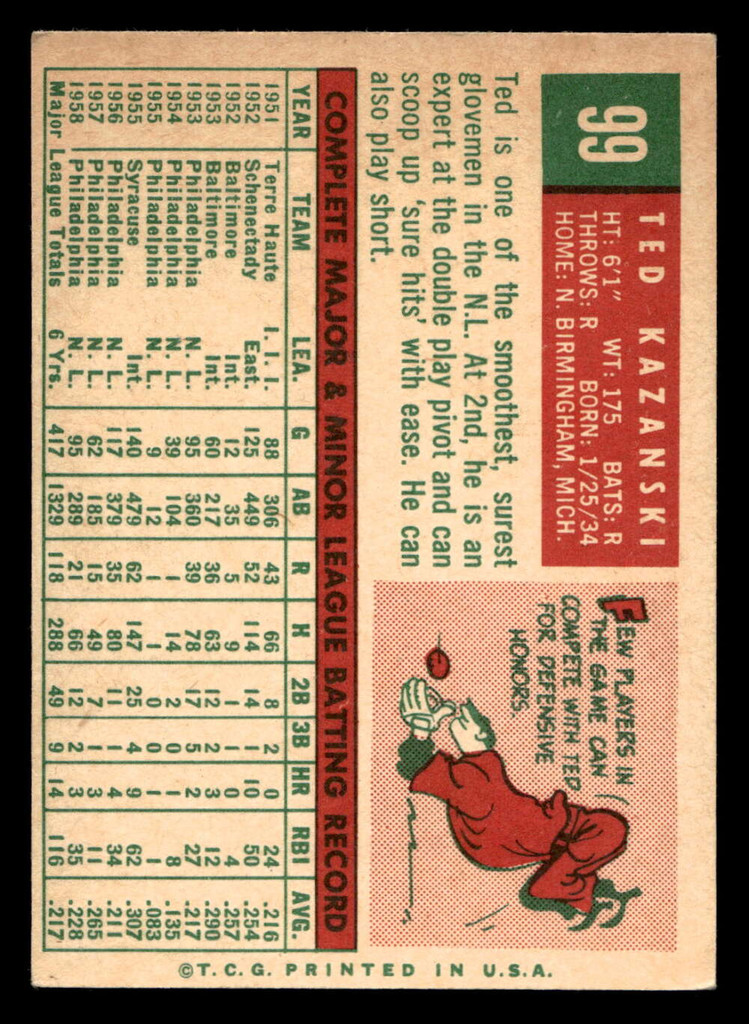 99
TED KAZANSKI
HT: 6'1" WT: 175 BATS: R
THROWS: R BORN: 1/25/34
HOME: N. BIRMINGHAM, MICH.
Ted is one of the smoothest, surest
glovemen in the N.L. At 2nd, he is an
expert at the double play pivot and can
scoop up 'sure hits' with ease. He can
also play short.
FEW PLAYERS IN
THE GAME CAN
COMPETE WITH TED
FOR DEFENSIVE
HONORS.
COMPLETE MAJOR & MINOR LEAGUE BATTING RECORD
YEAR TEAM LEA. G AB R H 2B 3B HR RBI AVG.
1951 Terre Haute I. I. I. 88 306 43 66 8 2 0 24 .216
1952 Schenectady East. 125 449 52 114 14 1 10 50 .254
1952 Baltimore Int. 12 35 5 9 1 1 0 4 .257
1953 Baltimore Int. 60 217 36 63 12 2 3 12 .290
1953 Philadelphia N. L. 95 360 39 78 17 5 2 27 .217
1954 Philadelphia N. L. 39 104 1 14 2 0 1 8 .135
1955 Philadelphia N. L. 9 12 1 1 0 0 1 1 .083
1955 Syracuse Int. 140 479 62 147 25 4 9 62 .307
1956 Philadelphia N. L. 117 379 35 80 11 1 4 34 .211
1957 Philadelphia N. L. 62 185 15 49 7 1 3 11 .265
1958 Philadelphia N. L. 95 289 21 66 12 2 3 35 .228
Major League Totals 6 Yrs. 417 1329 118 288 49 9 14 116 .217
©T.C.G. PRINTED IN U.S.A.